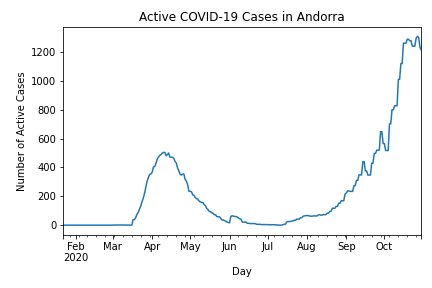 Active COVID-19 Cases in Andorra
Number of Active Cases
1200
1000
800
600
400
200
0
Feb Mar Apr May Jun Jul Aug Sep Oct
2020
Day